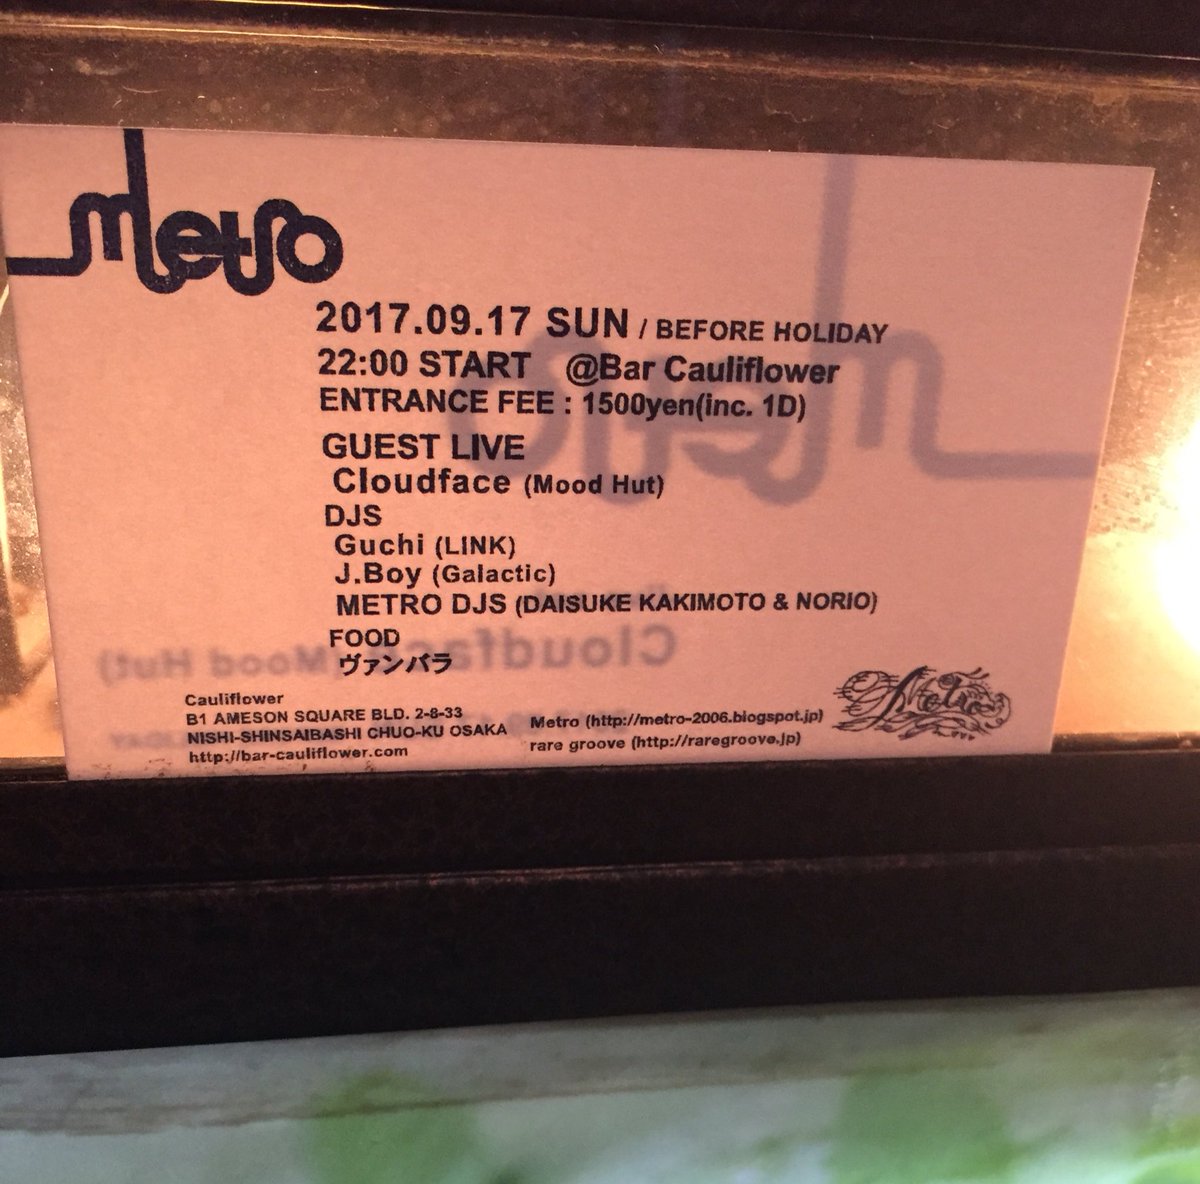 metro
2017.09.17 SUN / BEFORE HOLIDAY
22:00 START @Bar Cauliflower
ENTRANCE FEE : 1500yen(inc. 1D)
GUEST LIVE
Cloudface (Mood Hut)
DJS
Guchi (LINK)
J.Boy (Galactic)
METRO DJS (DAISUKE KAKIMOTO & NORIO)
FOOD
ヴァンバラ
Cauliflower
B1 AMESON SQUARE BLD. 2-8-33
NISHI-SHINSAIBASHI CHUO-KU OSAKA
http://bar-cauliflower.com
Metro (http://metro-2006.blogspot.jp)
rare groove (http://raregroove.jp)
Metro